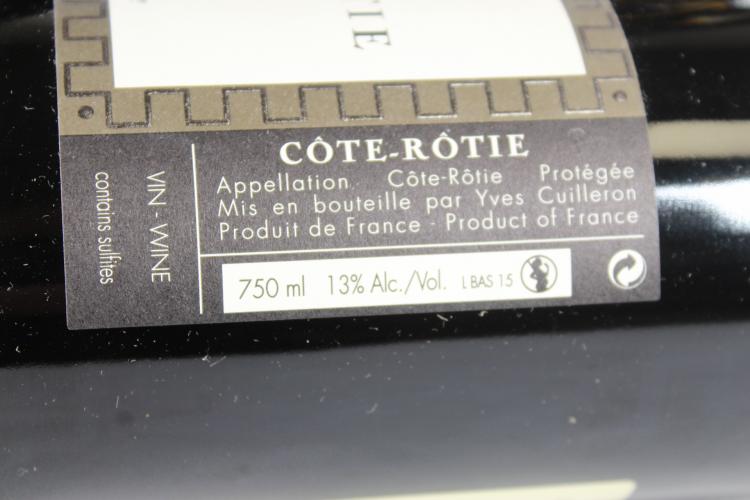 CÔTE-RÔTIE
Appellation Côte-Rôtie Protégée
Mis en bouteille par Yves Cuilleron
Produit de France - Product of France
750 ml 13% Alc./Vol. L BAS 15
VIN - WINE
contains sulfites